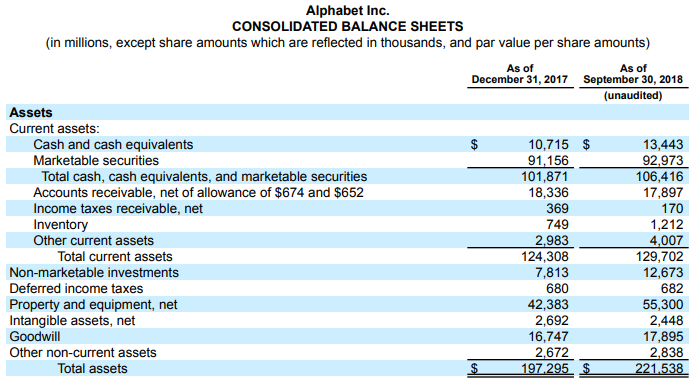 Alphabet Inc.
CONSOLIDATED BALANCE SHEETS
(in millions, except share amounts which are reflected in thousands, and par value per share amounts)
As of December 31, 2017 As of September 30, 2018
(unaudited)
Assets
Current assets:
Cash and cash equivalents $ 10,715 $ 13,443
Marketable securities 91,156 92,973
Total cash, cash equivalents, and marketable securities 101,871 106,416
Accounts receivable, net of allowance of $674 and $652 18,336 17,897
Income taxes receivable, net 369 170
Inventory 749 1,212
Other current assets 2,983 4,007
Total current assets 124,308 129,702
Non-marketable investments 7,813 12,673
Deferred income taxes 680 682
Property and equipment, net 42,383 55,300
Intangible assets, net 2,692 2,448
Goodwill 16,747 17,895
Other non-current assets 2,672 2,838
Total assets $ 197,295 $ 221,538